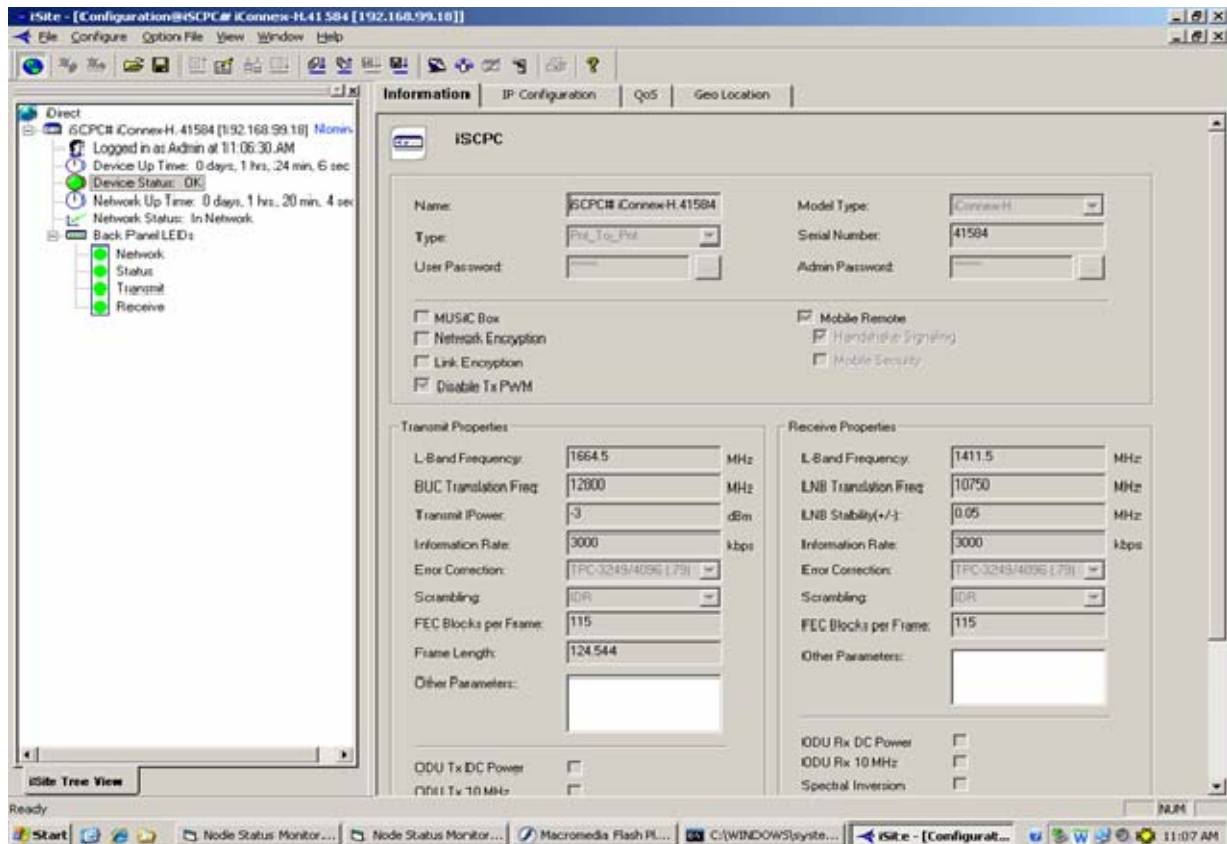 iSite - [Configuration@iSCPC# iConnex-H.41584 [192.168.99.18]]
File Configure Option File View Window Help
iDirect
iSCPC# iConnex-H. 41584 [192.168.99.18] Nomin
Logged in as Admin at 11:06:30 AM
Device Up Time: 0 days, 1 hrs, 24 min, 6 sec
Device Status: OK
Network Up Time: 0 days, 1 hrs, 20 min, 4 sec
Network Status: In Network
Back Panel LEDs
Network
Status
Transmit
Receive
iSite Tree View
Information IP Configuration QoS Geo Location
iSCPC
Name: iSCPC# iConnex-H.41584 Model Type: iConnex-H
Type: Pnt_To_Pnt Serial Number: 41584
User Password: Admin Password:
MUSiC Box Mobile Remote
Network Encryption Handshake Signaling
Link Encryption Mobile Security
Disable Tx PWM
Transmit Properties
L-Band Frequency: 1664.5 MHz
BUC Translation Freq: 12800 MHz
Transmit Power: -3 dBm
Information Rate: 3000 kbps
Error Correction: TPC-3249/4096 (.79)
Scrambling: IDR
FEC Blocks per Frame: 115
Frame Length: 124.544
Other Parameters:
ODU Tx DC Power
ODU Tx 10 MHz
Receive Properties
L-Band Frequency: 1411.5 MHz
LNB Translation Freq: 10750 MHz
LNB Stability(+/-): 0.05 MHz
Information Rate: 3000 kbps
Error Correction: TPC-3249/4096 (.79)
Scrambling: IDR
FEC Blocks per Frame: 115
Other Parameters:
ODU Rx DC Power
ODU Rx 10 MHz
Spectral Inversion
Ready NUM
Start Node Status Monitor... Node Status Monitor... Macromedia Flash Pl... C:\WINDOWS\syste... iSite - [Configurat... 11:07 AM